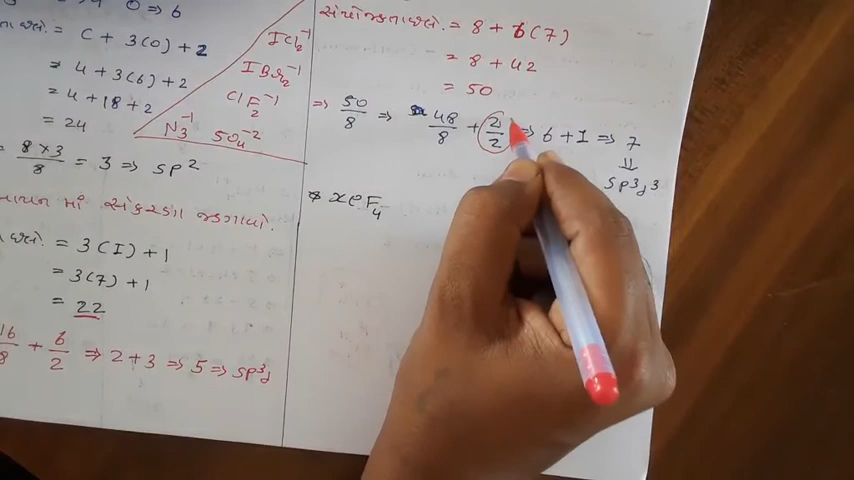 0 ⇒ 6
= C + 3(0) + 2
= 4 + 3(6) + 2
= 4 + 18 + 2
= 24
= 8×3/8 = 3 ⇒ sp²
= 3(I) + 1
= 3(7) + 1
= 22
16/8 + 6/2 ⇒ 2 + 3 ⇒ 5 ⇒ sp³d
ICl₂⁻¹
IBr₂⁻¹
ClF₂⁻¹
N₃⁻¹ SO₄⁻²
સંયોજકતાકક્ષો. = 8 + 6(7)
= 8 + 42
= 50
⇒ 50/8 ⇒ 48/8 + 2/2 ⇒ 6 + 1 ⇒ 7
⇓
sp³d³
XeF₄